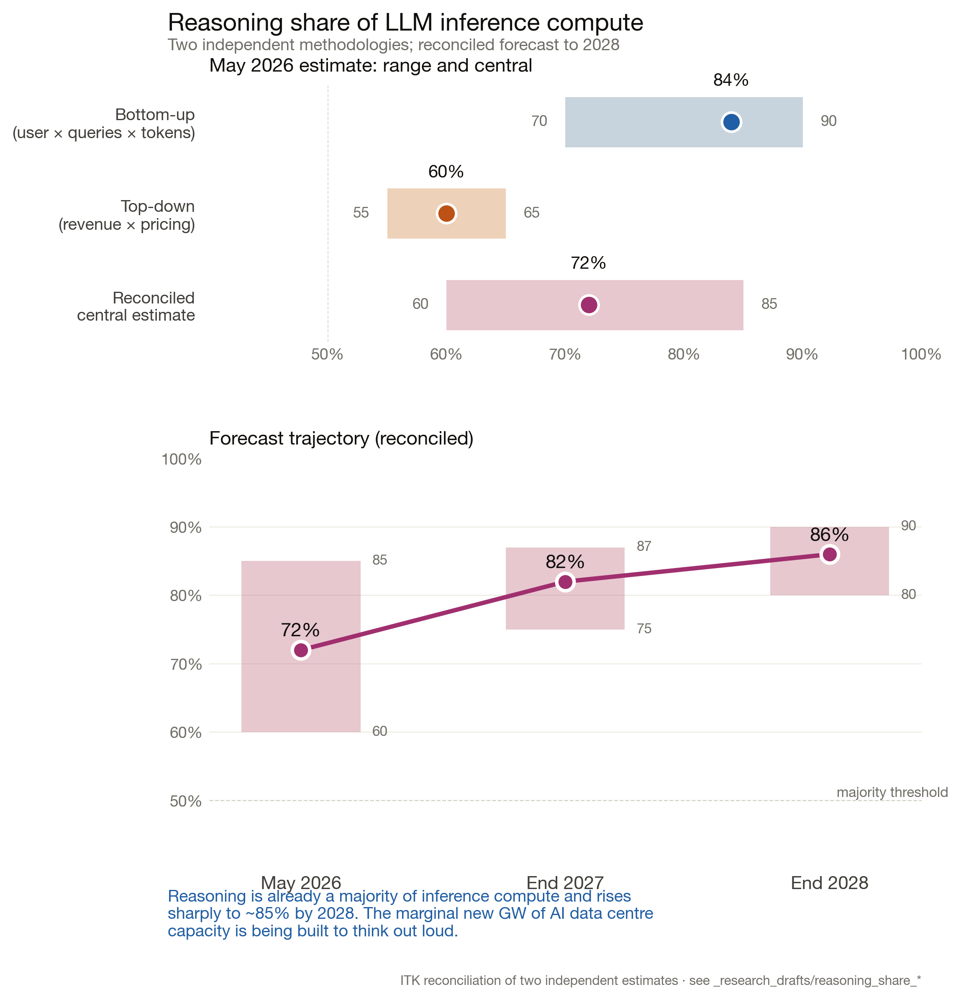 Reasoning share of LLM inference compute
Two independent methodologies; reconciled forecast to 2028
May 2026 estimate: range and central
84%
Bottom-up
(user × queries × tokens)
70
90
60%
Top-down
(revenue × pricing)
55
65
72%
Reconciled
central estimate
60
85
50%
60%
70%
80%
90%
100%
Forecast trajectory (reconciled)
100%
90%
80%
70%
60%
50%
85
72%
60
87
82%
75
90
86%
80
majority threshold
May 2026
End 2027
End 2028
Reasoning is already a majority of inference compute and rises
sharply to ~85% by 2028. The marginal new GW of AI data centre
capacity is being built to think out loud.
ITK reconciliation of two independent estimates · see _research_drafts/reasoning_share_*